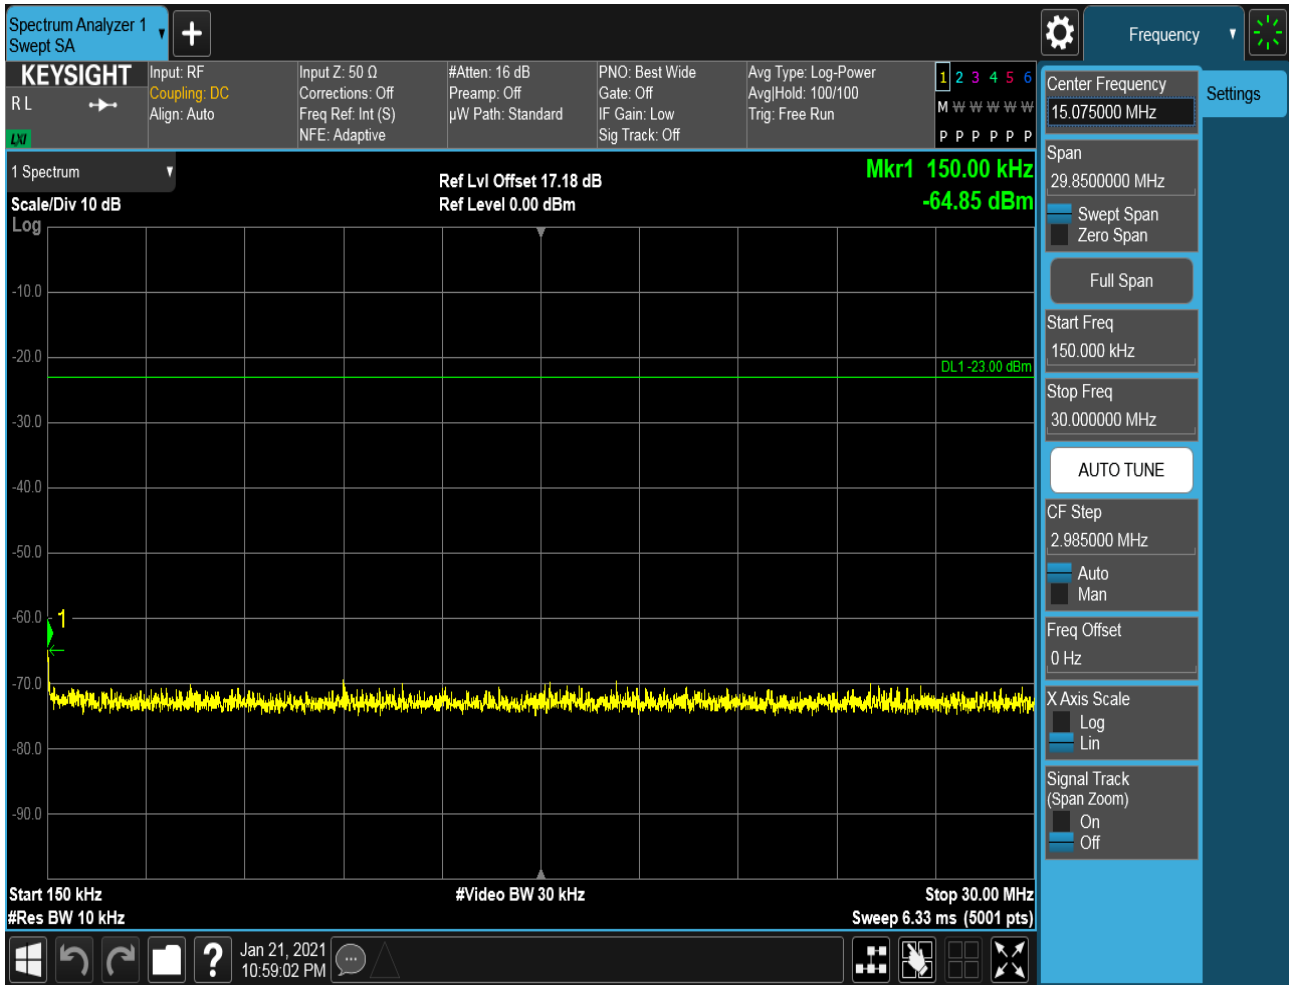 Spectrum Analyzer 1
Swept SA
Frequency
KEYSIGHT
R L
LXI
Input: RF
Coupling: DC
Align: Auto
Input Z: 50 Ω
Corrections: Off
Freq Ref: Int (S)
NFE: Adaptive
#Atten: 16 dB
Preamp: Off
µW Path: Standard
PNO: Best Wide
Gate: Off
IF Gain: Low
Sig Track: Off
Avg Type: Log-Power
Avg|Hold: 100/100
Trig: Free Run
1 2 3 4 5 6
M W W W W W
P P P P P P
1 Spectrum
Scale/Div 10 dB
Log
Ref Lvl Offset 17.18 dB
Ref Level 0.00 dBm
Mkr1 150.00 kHz
-64.85 dBm
-10.0
-20.0
DL1 -23.00 dBm
-30.0
-40.0
-50.0
-60.0
1
-70.0
-80.0
-90.0
Start 150 kHz
#Res BW 10 kHz
#Video BW 30 kHz
Stop 30.00 MHz
Sweep 6.33 ms (5001 pts)
Jan 21, 2021
10:59:02 PM
?
Center Frequency
15.075000 MHz
Settings
Span
29.8500000 MHz
Swept Span
Zero Span
Full Span
Start Freq
150.000 kHz
Stop Freq
30.000000 MHz
AUTO TUNE
CF Step
2.985000 MHz
Auto
Man
Freq Offset
0 Hz
X Axis Scale
Log
Lin
Signal Track
(Span Zoom)
On
Off